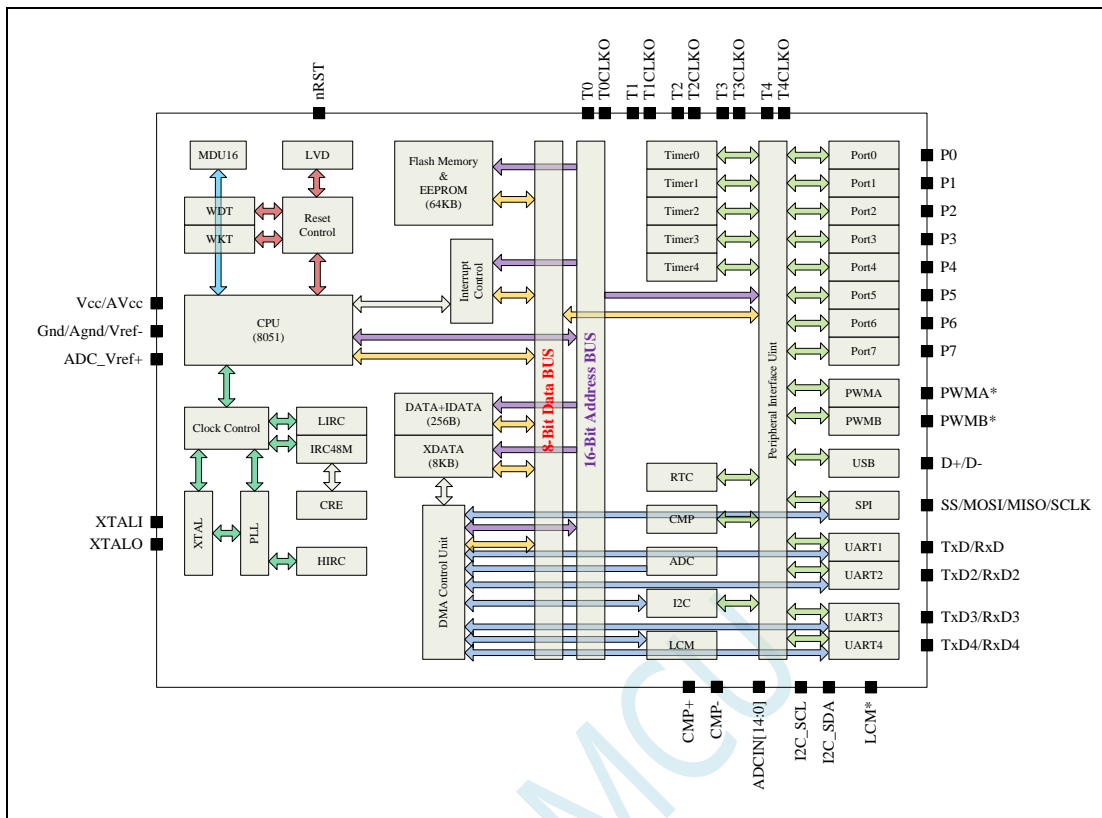 nRST
T0
T0CLKO
T1
T1CLKO
T2
T2CLKO
T3
T3CLKO
T4
T4CLKO
MDU16
LVD
WDT
WKT
Reset
Control
Flash Memory
&
EEPROM
(64KB)
Interrupt
Control
CPU
(8051)
Vcc/AVcc
Gnd/Agnd/Vref-
ADC_Vref+
Clock Control
LIRC
IRC48M
CRE
XTAL
PLL
HIRC
XTALI
XTALO
DATA+IDATA
(256B)
XDATA
(8KB)
DMA Control Unit
8-Bit Data BUS
16-Bit Address BUS
Timer0
Timer1
Timer2
Timer3
Timer4
RTC
CMP
ADC
I2C
LCM
Peripheral Interface Uint
Port0
Port1
Port2
Port3
Port4
Port5
Port6
Port7
PWMA
PWMB
USB
SPI
UART1
UART2
UART3
UART4
P0
P1
P2
P3
P4
P5
P6
P7
PWMA*
PWMB*
D+/D-
SS/MOSI/MISO/SCLK
TxD/RxD
TxD2/RxD2
TxD3/RxD3
TxD4/RxD4
CMP+
CMP-
ADCIN[14:0]
I2C_SCL
I2C_SDA
LCM*
MCU